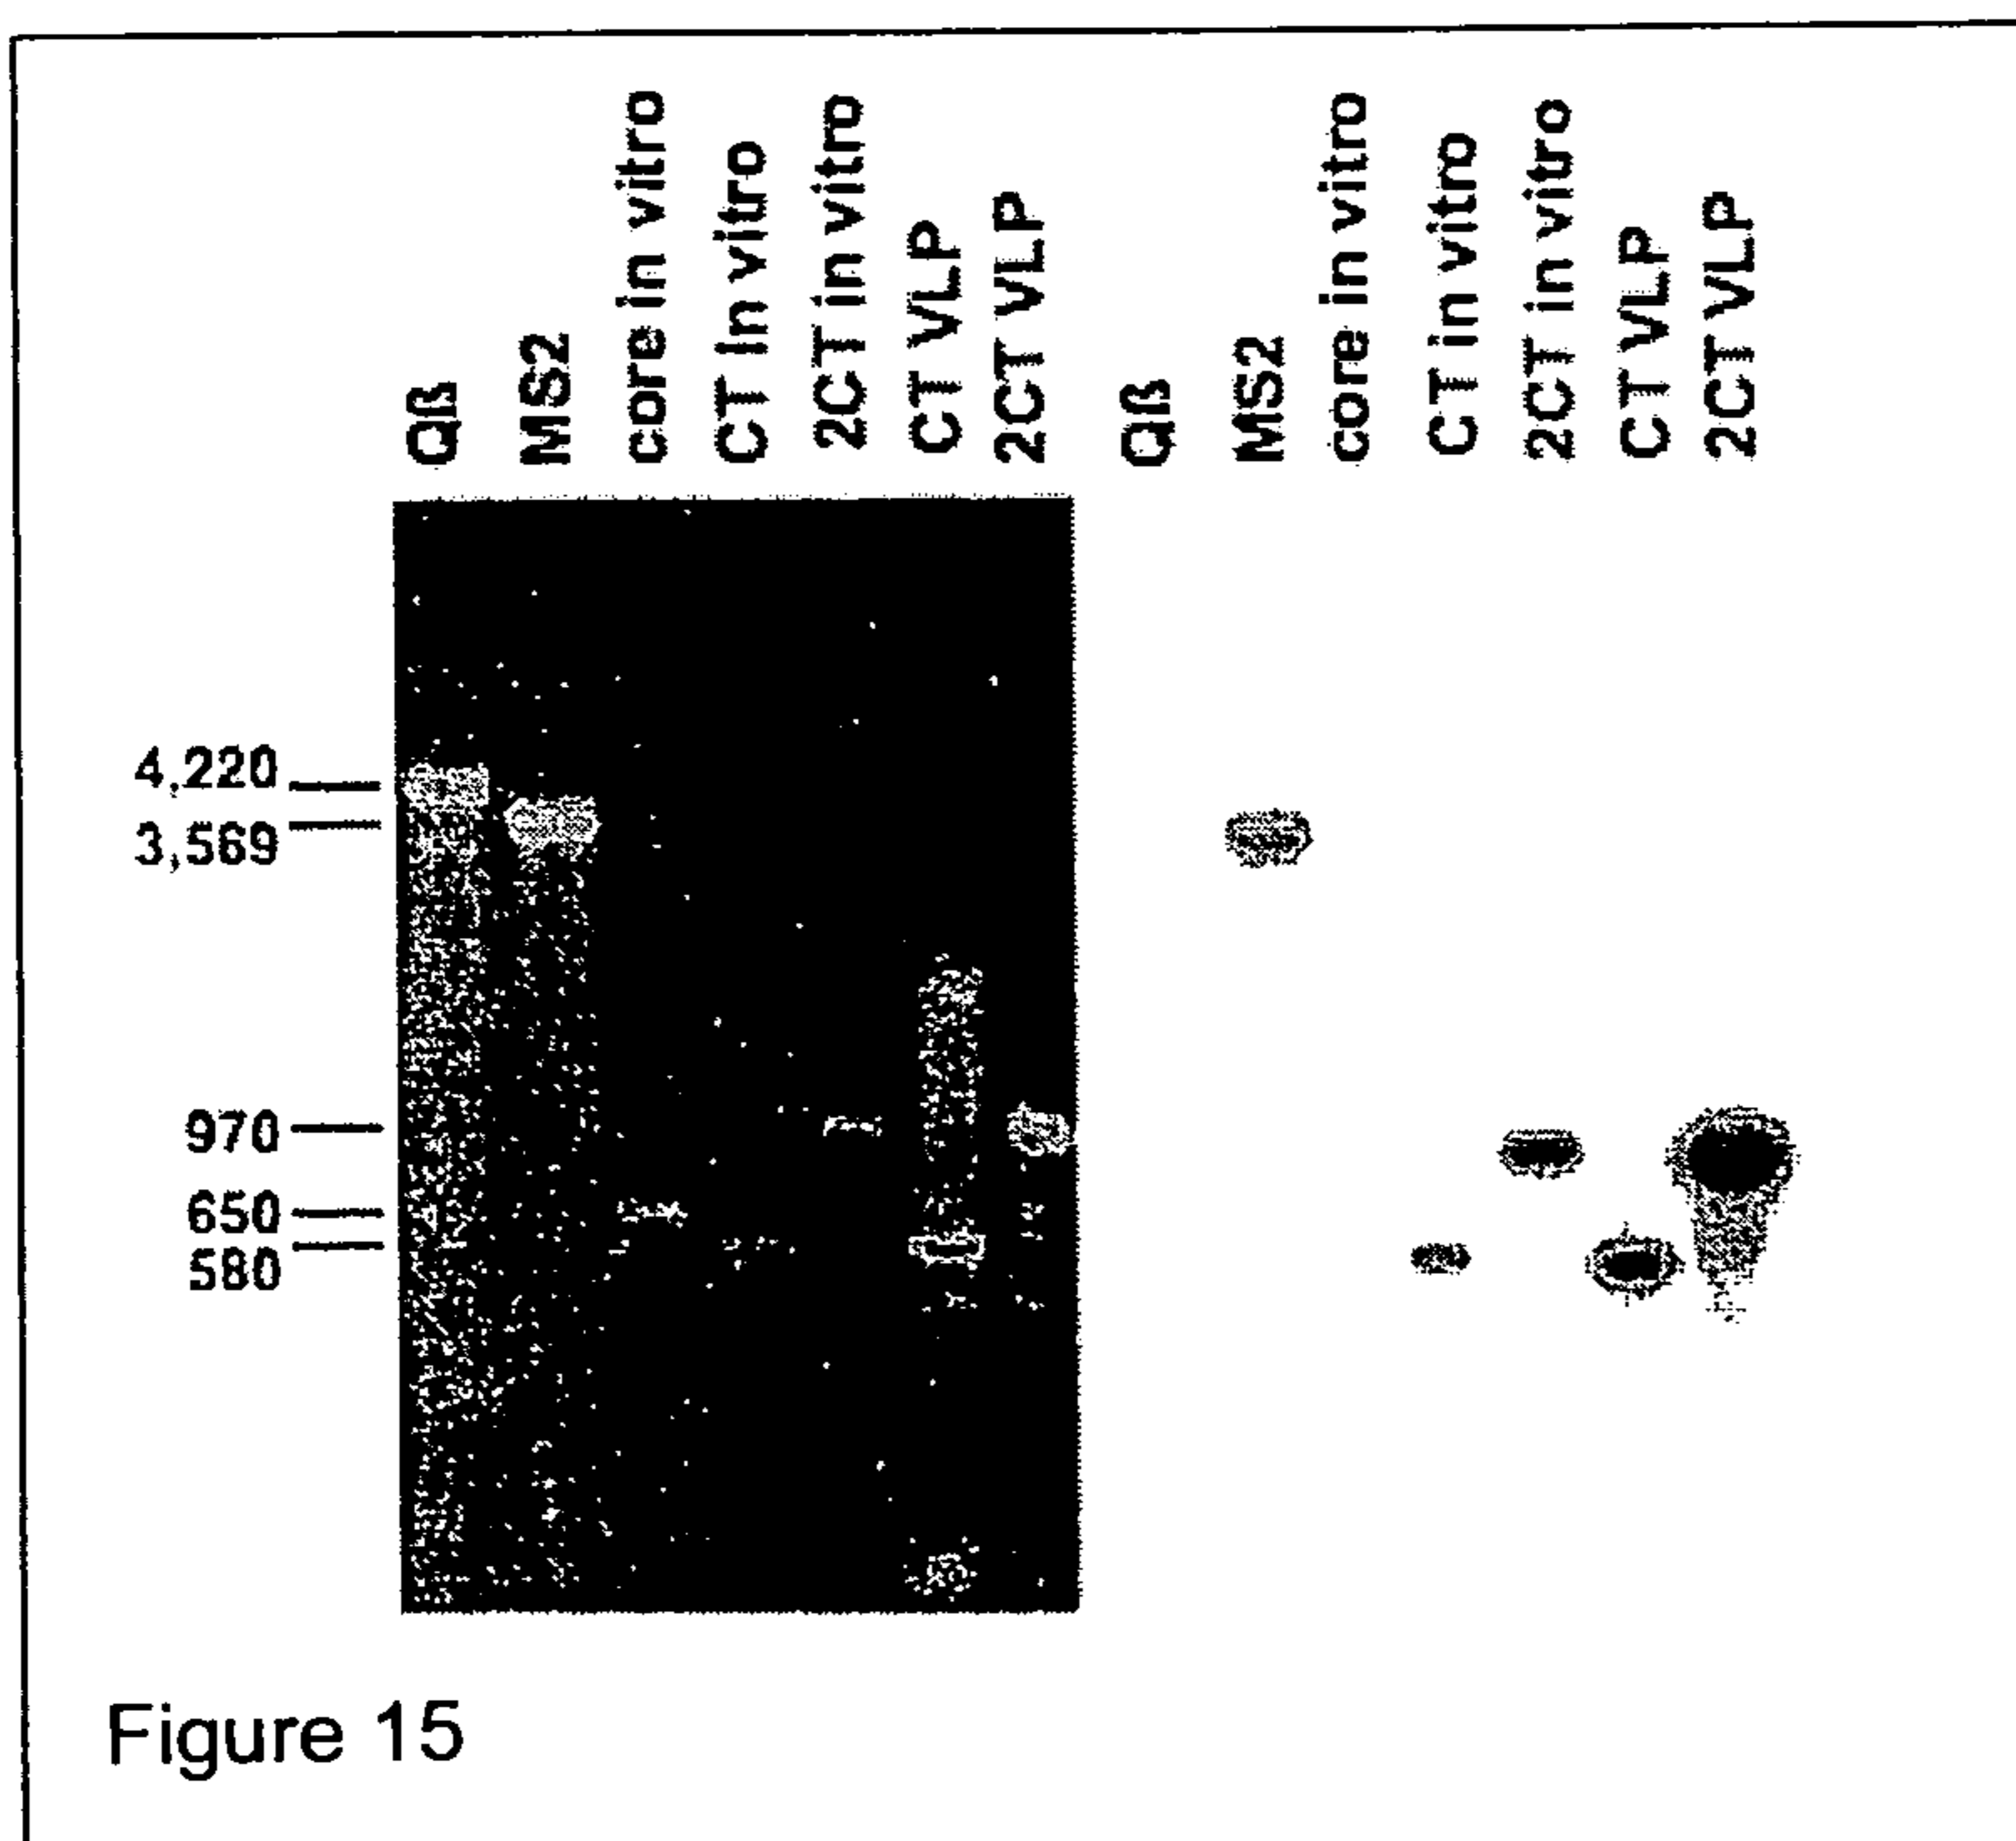 Qß
MS2
core in vitro
CT in vitro
2CT in vitro
CT VLP
2CT VLP
Qß
MS2
core in vitro
CT in vitro
2CT in vitro
CT VLP
2CT VLP
4,220
3,569
970
650
580
Figure 15